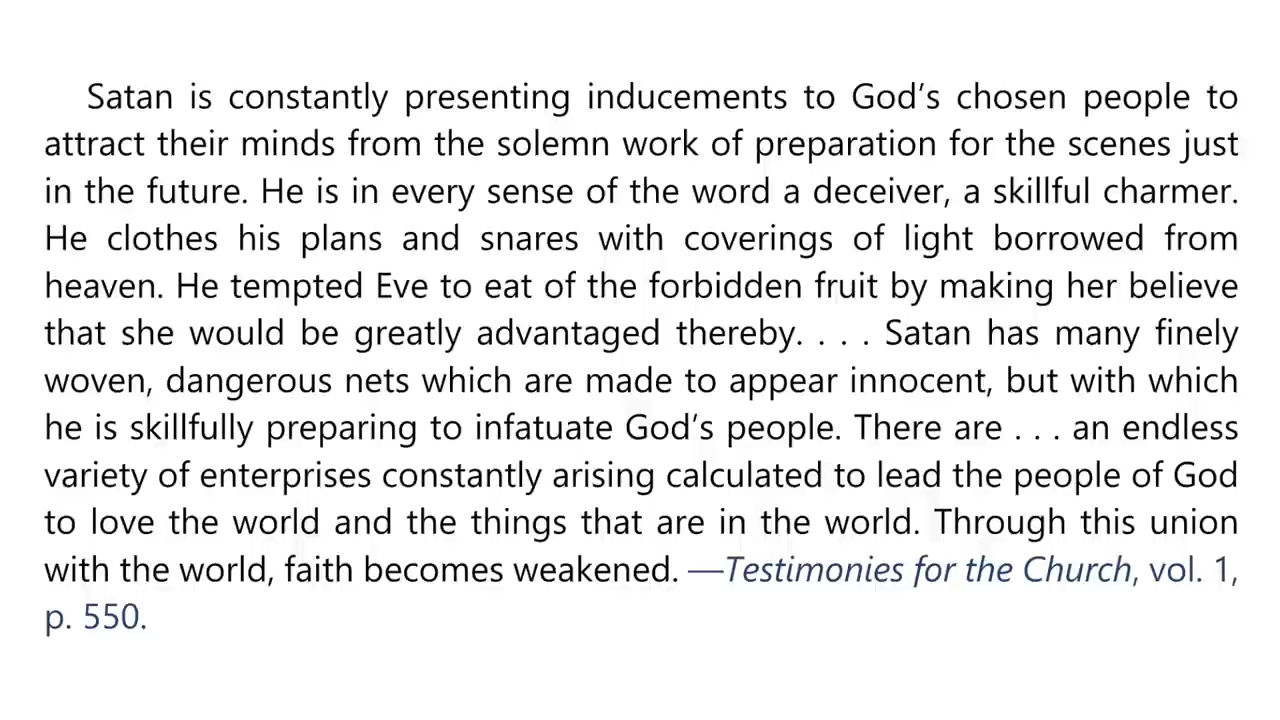 Satan is constantly presenting inducements to God’s chosen people to
attract their minds from the solemn work of preparation for the scenes just
in the future. He is in every sense of the word a deceiver, a skillful charmer.
He clothes his plans and snares with coverings of light borrowed from
heaven. He tempted Eve to eat of the forbidden fruit by making her believe
that she would be greatly advantaged thereby. . . . Satan has many finely
woven, dangerous nets which are made to appear innocent, but with which
he is skillfully preparing to infatuate God’s people. There are . . . an endless
variety of enterprises constantly arising calculated to lead the people of God
to love the world and the things that are in the world. Through this union
with the world, faith becomes weakened. —Testimonies for the Church, vol. 1,
p. 550.